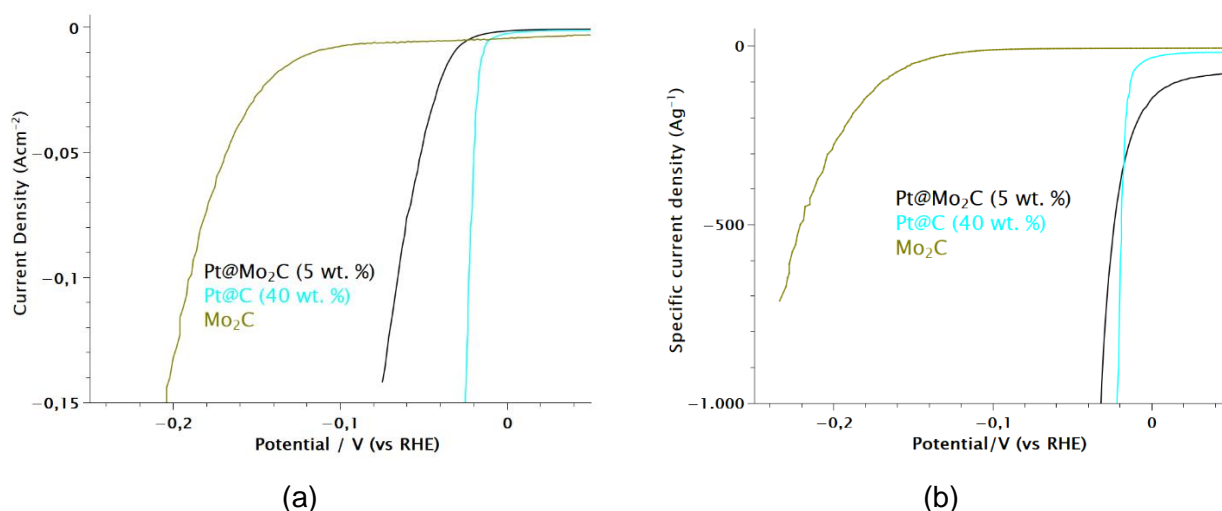 0
−0,05
−0,1
−0,15
−0,2
−0,1
0
Current Density (Acm⁻²)
Potential / V (vs RHE)
Pt@Mo₂C (5 wt. %)
Pt@C (40 wt. %)
Mo₂C
(a)
0
−500
−1.000
−0,2
−0,1
0
Specific current density (Ag⁻¹)
Potential/V (vs RHE)
Pt@Mo₂C (5 wt. %)
Pt@C (40 wt. %)
Mo₂C
(b)